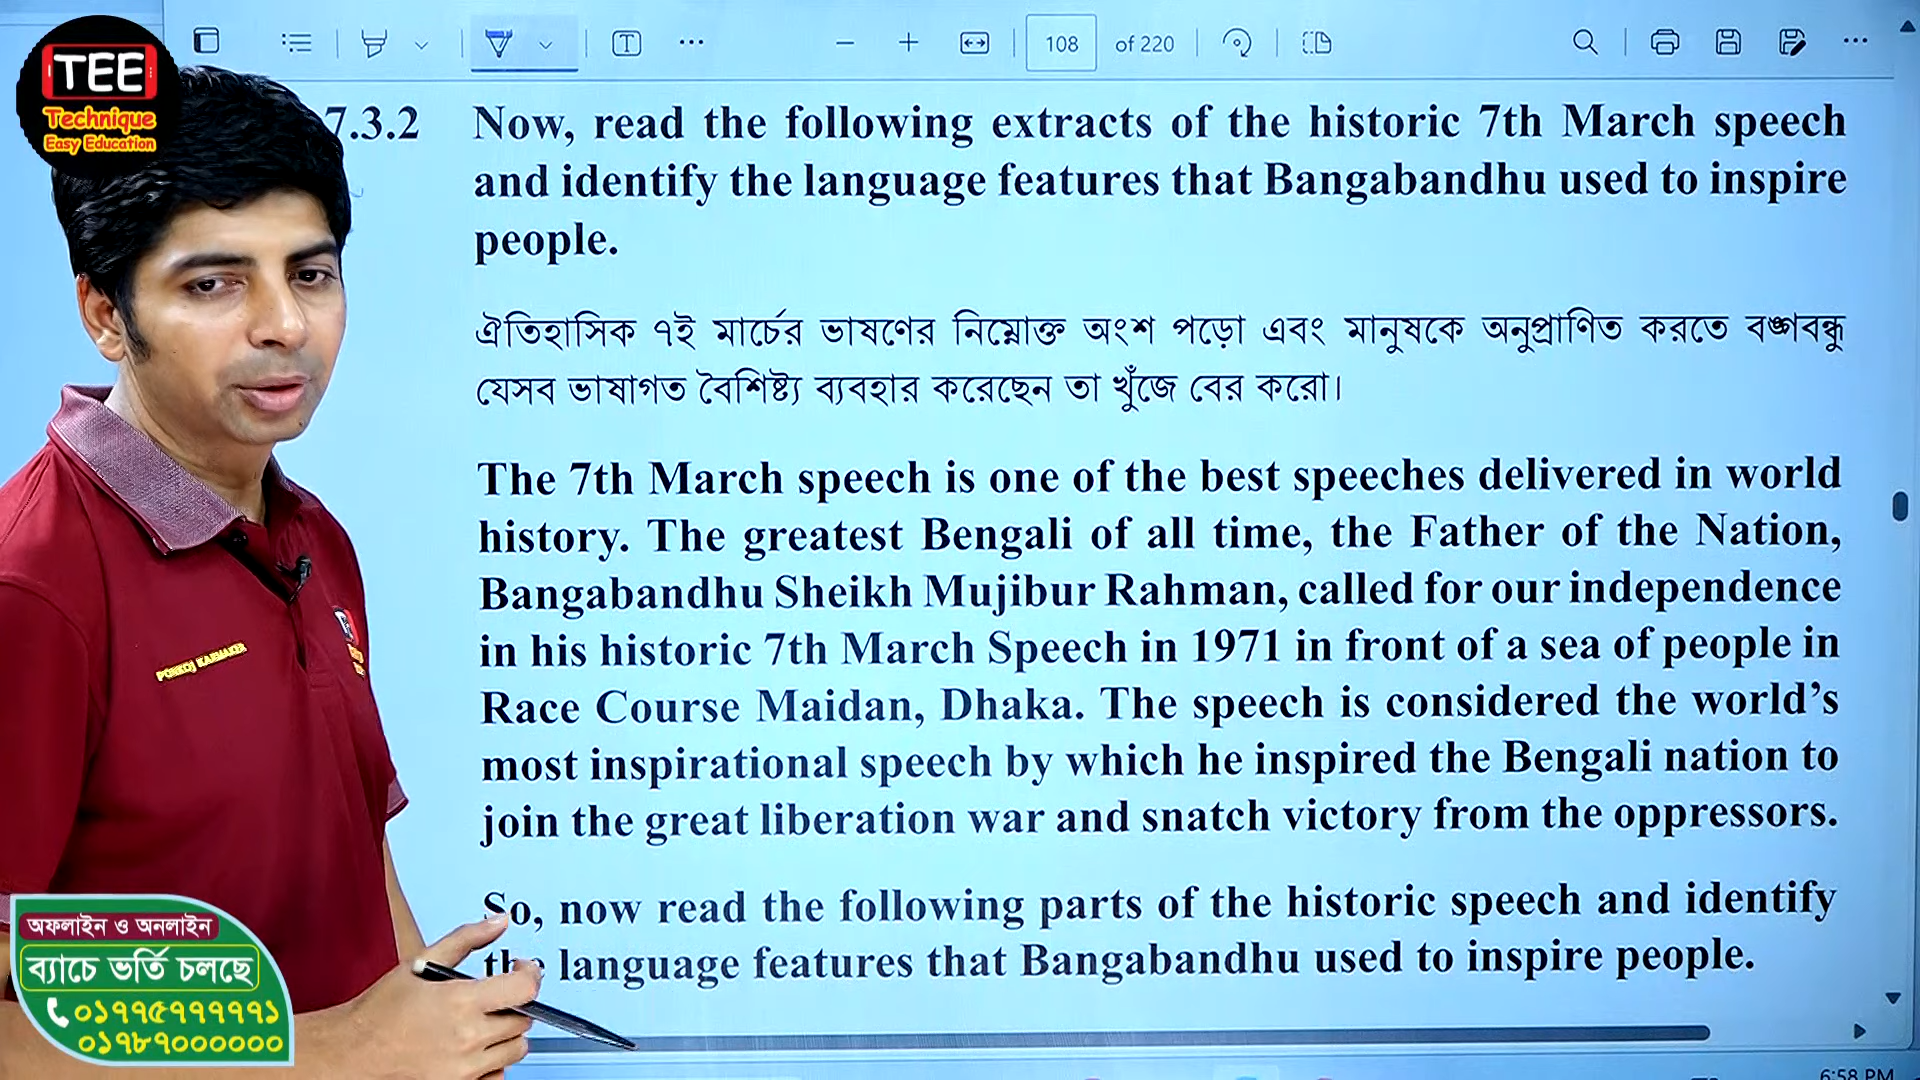 TEE
Technique
Easy Education
108 of 220
7.3.2 Now, read the following extracts of the historic 7th March speech
and identify the language features that Bangabandhu used to inspire
people.
ঐতিহাসিক ৭ই মার্চের ভাষণের নিম্নোক্ত অংশ পড়ো এবং মানুষকে অনুপ্রাণিত করতে বঙ্গবন্ধু
যেসব ভাষাগত বৈশিষ্ট্য ব্যবহার করেছেন তা খুঁজে বের করো।
The 7th March speech is one of the best speeches delivered in world
history. The greatest Bengali of all time, the Father of the Nation,
Bangabandhu Sheikh Mujibur Rahman, called for our independence
in his historic 7th March Speech in 1971 in front of a sea of people in
Race Course Maidan, Dhaka. The speech is considered the world's
most inspirational speech by which he inspired the Bengali nation to
join the great liberation war and snatch victory from the oppressors.
So, now read the following parts of the historic speech and identify
the language features that Bangabandhu used to inspire people.
PONKOJ KARMAKER
অফলাইন ও অনলাইন
ব্যাচে ভর্তি চলছে
০১৭৭৫৭৭৭৭৭১
০১৭৮৭০০০০০০
6:58 PM